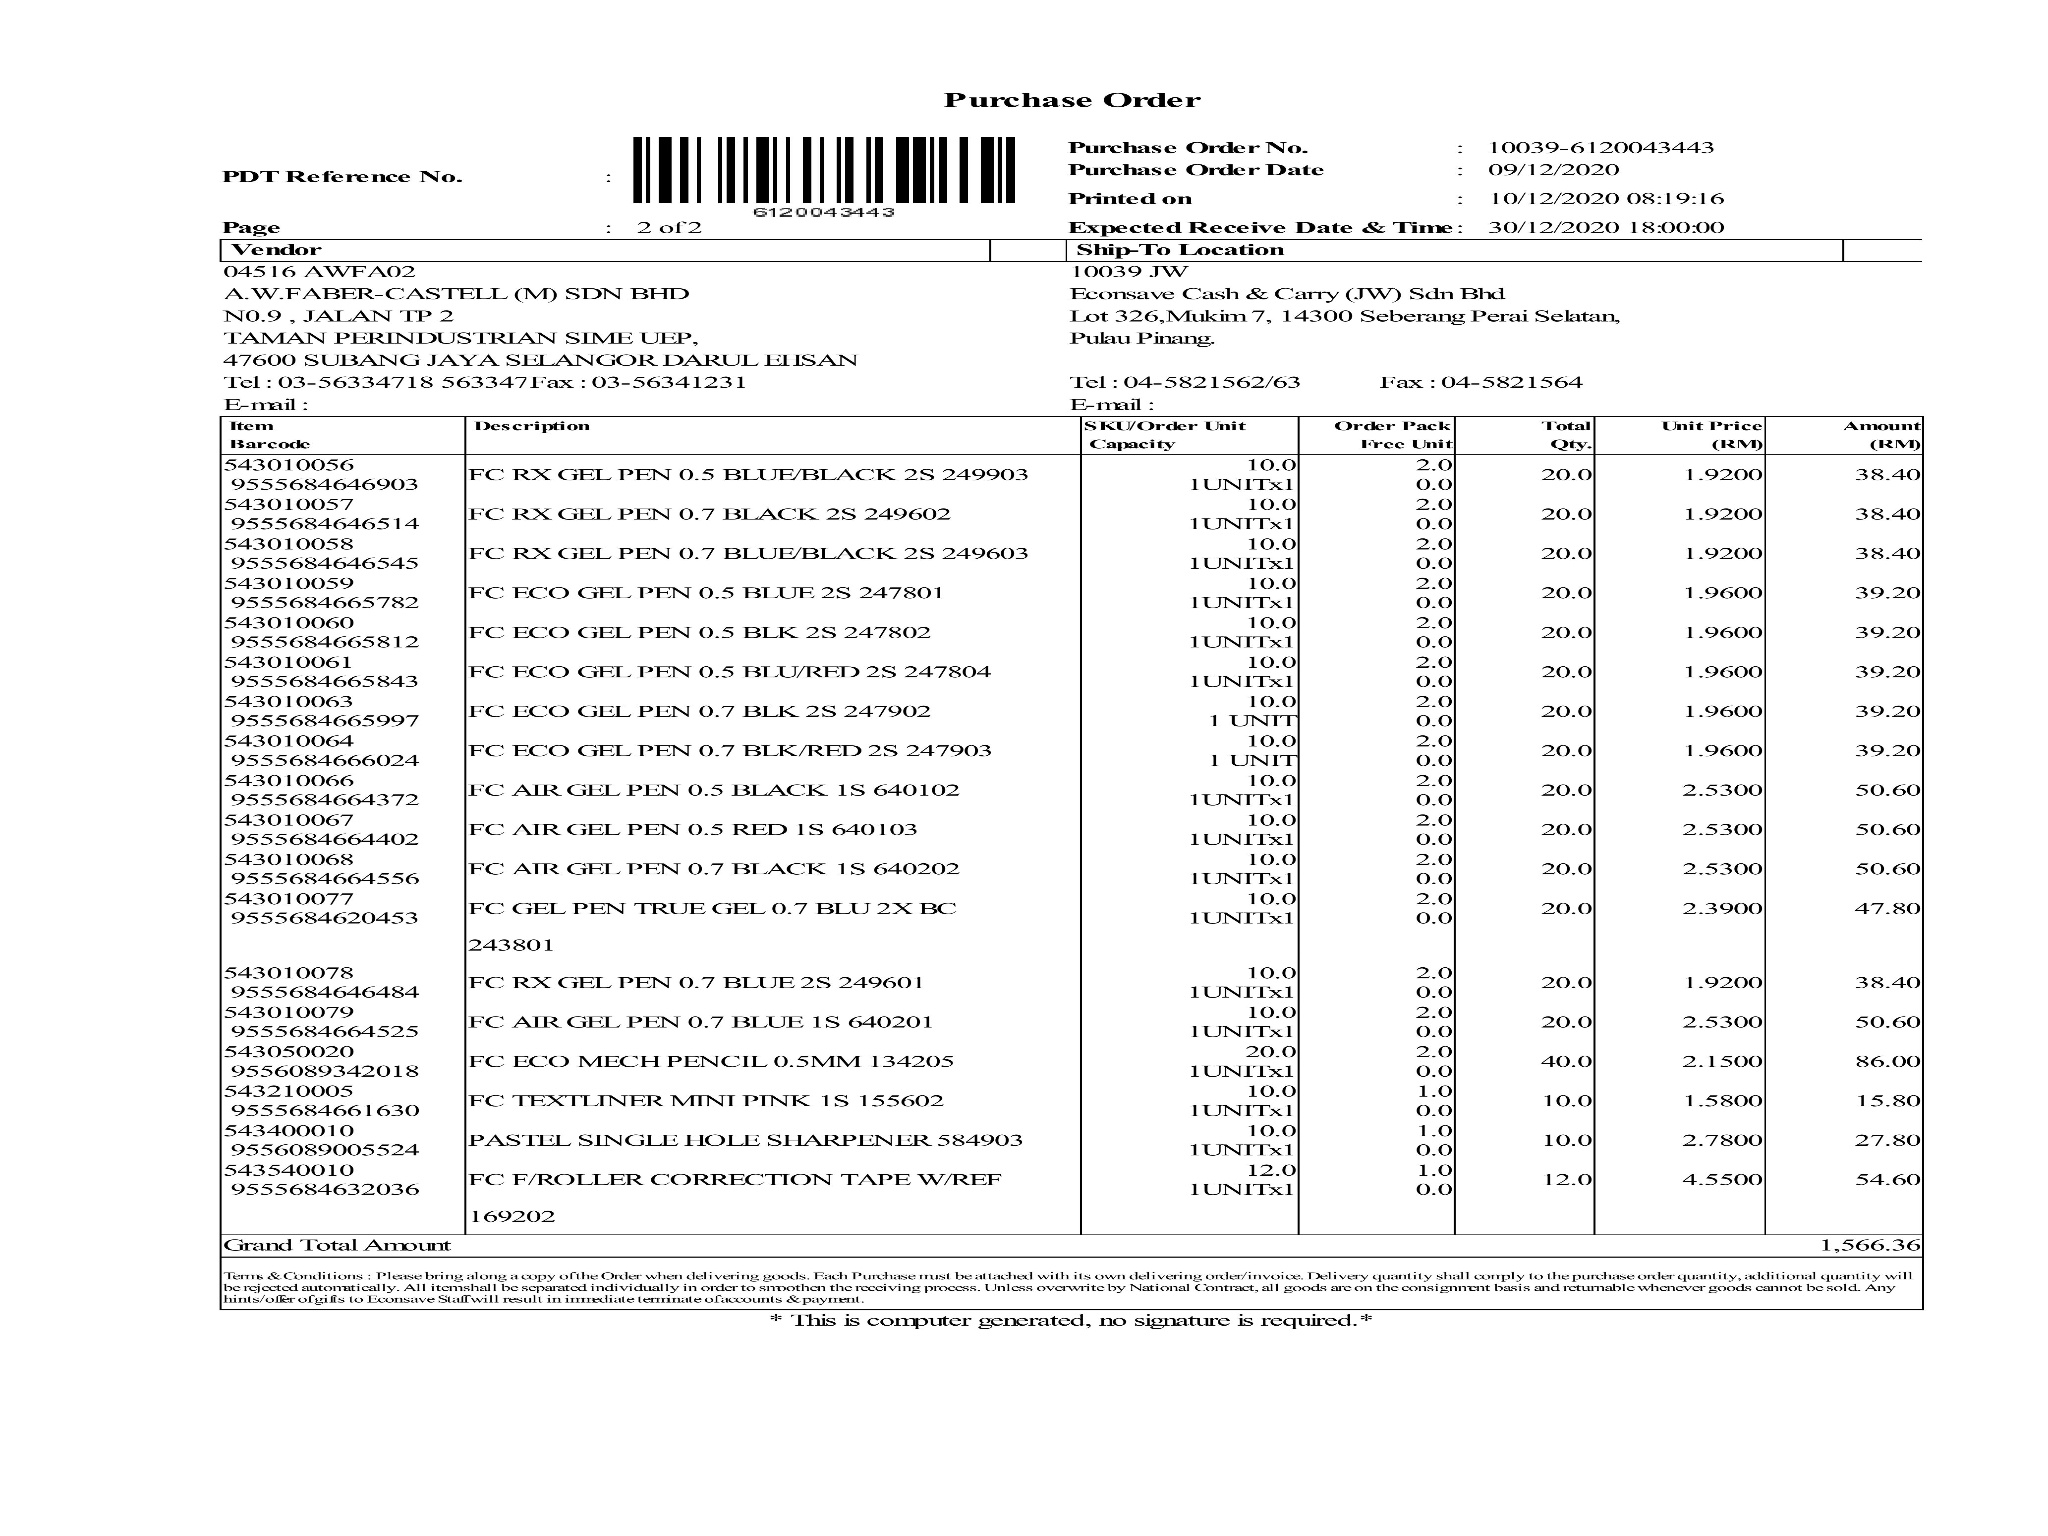 Purchase Order
PDT Reference No. :
6120043443
Purchase Order No. : 10039-6120043443
Purchase Order Date : 09/12/2020
Printed on : 10/12/2020 08:19:16
Page : 2 of 2
Expected Receive Date & Time : 30/12/2020 18:00:00
Vendor Ship-To Location
04516 AWFA02 10039 JW
A.W.FABER-CASTELL (M) SDN BHD Econsave Cash & Carry (JW) Sdn Bhd
N0.9 , JALAN TP 2 Lot 326,Mukim 7, 14300 Seberang Perai Selatan,
TAMAN PERINDUSTRIAN SIME UEP, Pulau Pinang.
47600 SUBANG JAYA SELANGOR DARUL EHSAN
Tel : 03-56334718 563347Fax : 03-56341231 Tel : 04-5821562/63 Fax : 04-5821564
E-mail : E-mail :
Item Description SKU/Order Unit Order Pack Total Unit Price Amount
Barcode Capacity Free Unit Qty. (RM) (RM)
543010056 10.0 2.0
FC RX GEL PEN 0.5 BLUE/BLACK 2S 249903 20.0 1.9200 38.40
9555684646903 1UNITx1 0.0
543010057 10.0 2.0
FC RX GEL PEN 0.7 BLACK 2S 249602 20.0 1.9200 38.40
9555684646514 1UNITx1 0.0
543010058 10.0 2.0
FC RX GEL PEN 0.7 BLUE/BLACK 2S 249603 20.0 1.9200 38.40
9555684646545 1UNITx1 0.0
543010059 10.0 2.0
FC ECO GEL PEN 0.5 BLUE 2S 247801 20.0 1.9600 39.20
9555684665782 1UNITx1 0.0
543010060 10.0 2.0
FC ECO GEL PEN 0.5 BLK 2S 247802 20.0 1.9600 39.20
9555684665812 1UNITx1 0.0
543010061 10.0 2.0
FC ECO GEL PEN 0.5 BLU/RED 2S 247804 20.0 1.9600 39.20
9555684665843 1UNITx1 0.0
543010063 10.0 2.0
FC ECO GEL PEN 0.7 BLK 2S 247902 20.0 1.9600 39.20
9555684665997 1 UNIT 0.0
543010064 10.0 2.0
FC ECO GEL PEN 0.7 BLK/RED 2S 247903 20.0 1.9600 39.20
9555684666024 1 UNIT 0.0
543010066 10.0 2.0
FC AIR GEL PEN 0.5 BLACK 1S 640102 20.0 2.5300 50.60
9555684664372 1UNITx1 0.0
543010067 10.0 2.0
FC AIR GEL PEN 0.5 RED 1S 640103 20.0 2.5300 50.60
9555684664402 1UNITx1 0.0
543010068 10.0 2.0
FC AIR GEL PEN 0.7 BLACK 1S 640202 20.0 2.5300 50.60
9555684664556 1UNITx1 0.0
543010077 10.0 2.0
FC GEL PEN TRUE GEL 0.7 BLU 2X BC 20.0 2.3900 47.80
9555684620453 1UNITx1 0.0
243801
543010078 10.0 2.0
FC RX GEL PEN 0.7 BLUE 2S 249601 20.0 1.9200 38.40
9555684646484 1UNITx1 0.0
543010079 10.0 2.0
FC AIR GEL PEN 0.7 BLUE 1S 640201 20.0 2.5300 50.60
9555684664525 1UNITx1 0.0
543050020 20.0 2.0
FC ECO MECH PENCIL 0.5MM 134205 40.0 2.1500 86.00
9556089342018 1UNITx1 0.0
543210005 10.0 1.0
FC TEXTLINER MINI PINK 1S 155602 10.0 1.5800 15.80
9555684661630 1UNITx1 0.0
543400010 10.0 1.0
PASTEL SINGLE HOLE SHARPENER 584903 10.0 2.7800 27.80
9556089005524 1UNITx1 0.0
543540010 12.0 1.0
FC F/ROLLER CORRECTION TAPE W/REF 12.0 4.5500 54.60
9555684632036 1UNITx1 0.0
169202
Grand Total Amount 1,566.36
Terms & Conditions : Please bring along a copy of the Order when delivering goods. Each Purchase must be attached with its own delivering order/invoice. Delivery quantity shall comply to the purchase order quantity, additional quantity will
be rejected automatically. All itemshall be separated individually in order to smoothen the receiving process. Unless overwrite by National Contract, all goods are on the consignment basis and returnable whenever goods cannot be sold. Any
hints/offer of gifts to Econsave Staff will result in immediate terminate of accounts & payment.
* This is computer generated, no signature is required.*